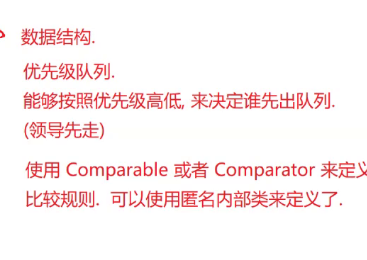 数据结构.
优先级队列.
能够按照优先级高低, 来决定谁先出队列.
(领导先走)
使用 Comparable 或者 Comparator 来定义
比较规则. 可以使用匿名内部类来定义了.